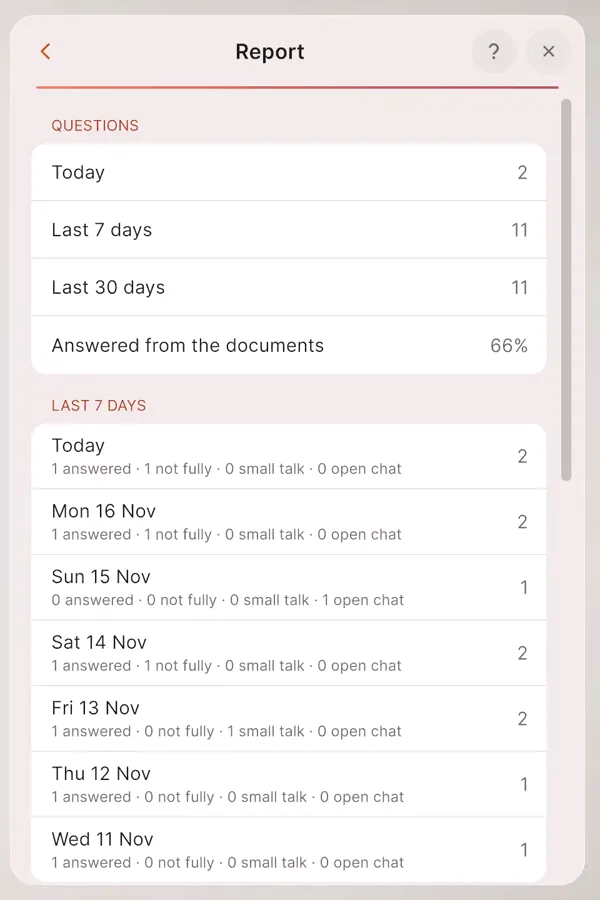 Report
?
QUESTIONS
Today 2
Last 7 days 11
Last 30 days 11
Answered from the documents 66%
LAST 7 DAYS
Today 2
1 answered · 1 not fully · 0 small talk · 0 open chat
Mon 16 Nov 2
1 answered · 1 not fully · 0 small talk · 0 open chat
Sun 15 Nov 1
0 answered · 0 not fully · 0 small talk · 1 open chat
Sat 14 Nov 2
1 answered · 1 not fully · 0 small talk · 0 open chat
Fri 13 Nov 2
1 answered · 0 not fully · 1 small talk · 0 open chat
Thu 12 Nov 1
1 answered · 0 not fully · 0 small talk · 0 open chat
Wed 11 Nov 1
1 answered · 0 not fully · 0 small talk · 0 open chat